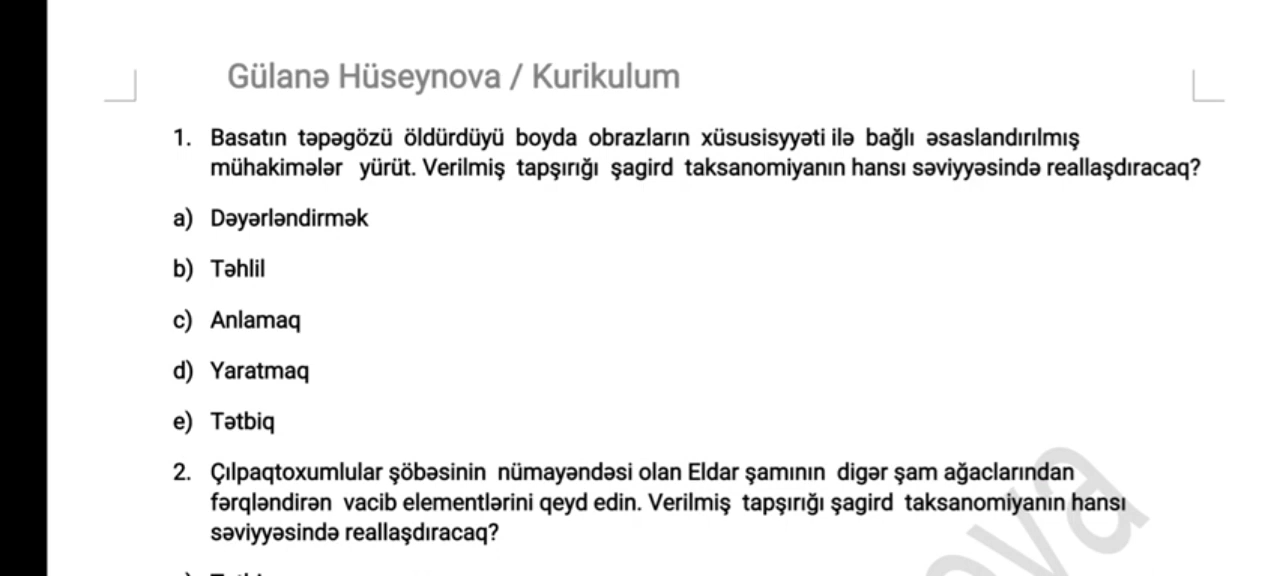 Gülanə Hüseynova / Kurikulum
1. Basatın təpəgözü öldürdüyü boyda obrazların xüsusisyyəti ilə bağlı əsaslandırılmış
mühakimələr yürüt. Verilmiş tapşırığı şagird taksanomiyanın hansı səviyyəsində reallaşdıracaq?
a) Dəyərləndirmək
b) Təhlil
c) Anlamaq
d) Yaratmaq
e) Tətbiq
2. Çılpaqtoxumlular şöbəsinin nümayəndəsi olan Eldar şamının digər şam ağaclarından
fərqləndirən vacib elementlərini qeyd edin. Verilmiş tapşırığı şagird taksanomiyanın hansı
səviyyəsində reallaşdıracaq?